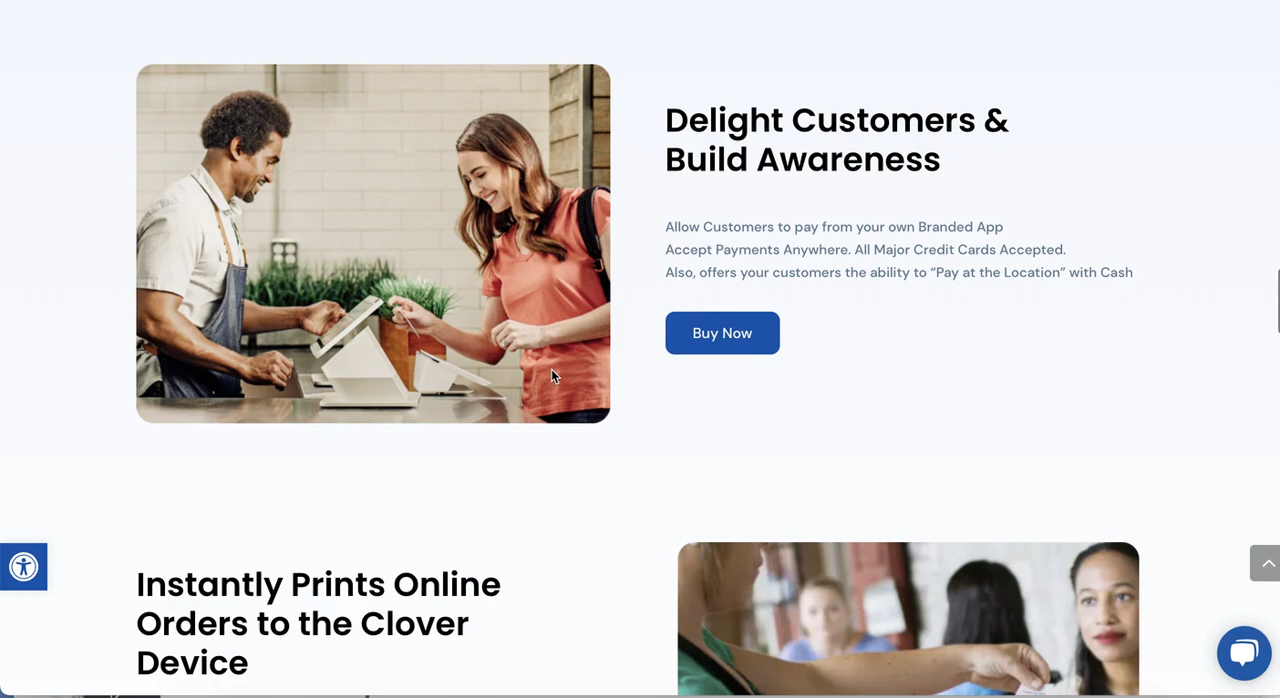 Delight Customers &
Build Awareness
Allow Customers to pay from your own Branded App
Accept Payments Anywhere. All Major Credit Cards Accepted.
Also, offers your customers the ability to “Pay at the Location” with Cash
Buy Now
Instantly Prints Online
Orders to the Clover
Device